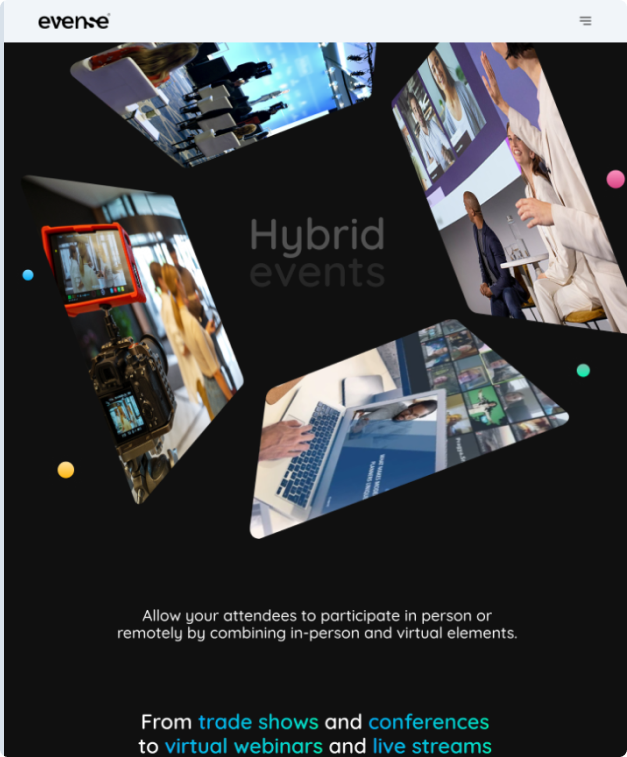 evense
Hybrid
events
Allow your attendees to participate in person or
remotely by combining in-person and virtual elements.
From trade shows and conferences
to virtual webinars and live streams